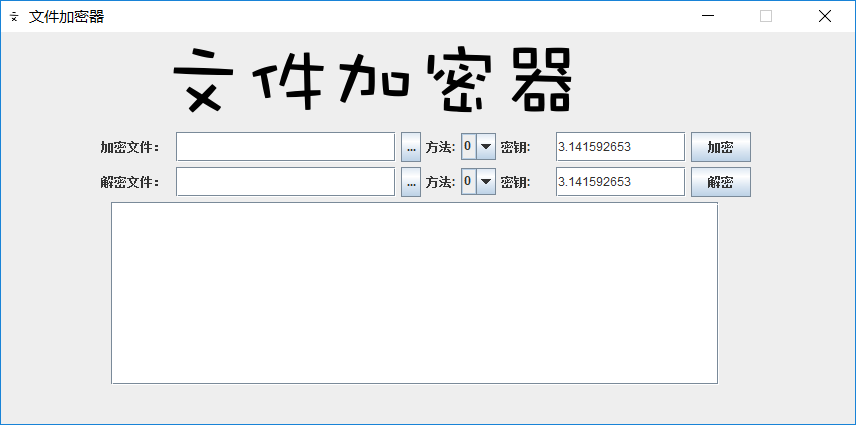 文件加密器
文件加密器
加密文件: ... 方法: 0 密钥: 3.141592653 加密
解密文件: ... 方法: 0 密钥: 3.141592653 解密